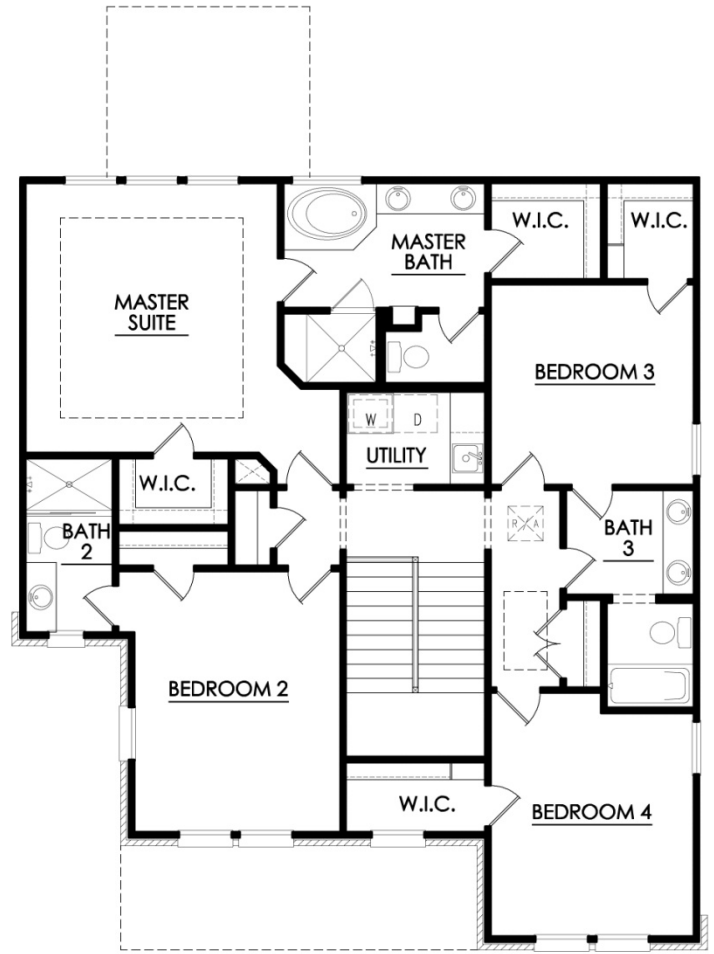 W.I.C.
W.I.C.
MASTER
BATH
MASTER
SUITE
BEDROOM 3
W
D
UTILITY
W.I.C.
BATH
2
R/A
BATH
3
BEDROOM 2
W.I.C.
BEDROOM 4